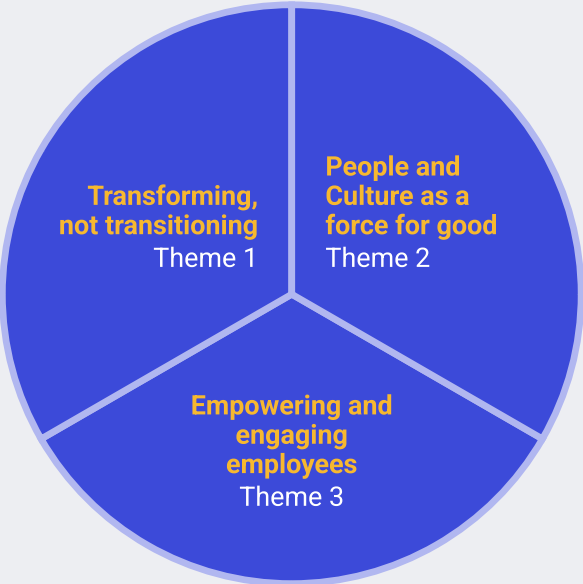 Transforming,
not transitioning
Theme 1
People and
Culture as a
force for good
Theme 2
Empowering and
engaging
employees
Theme 3